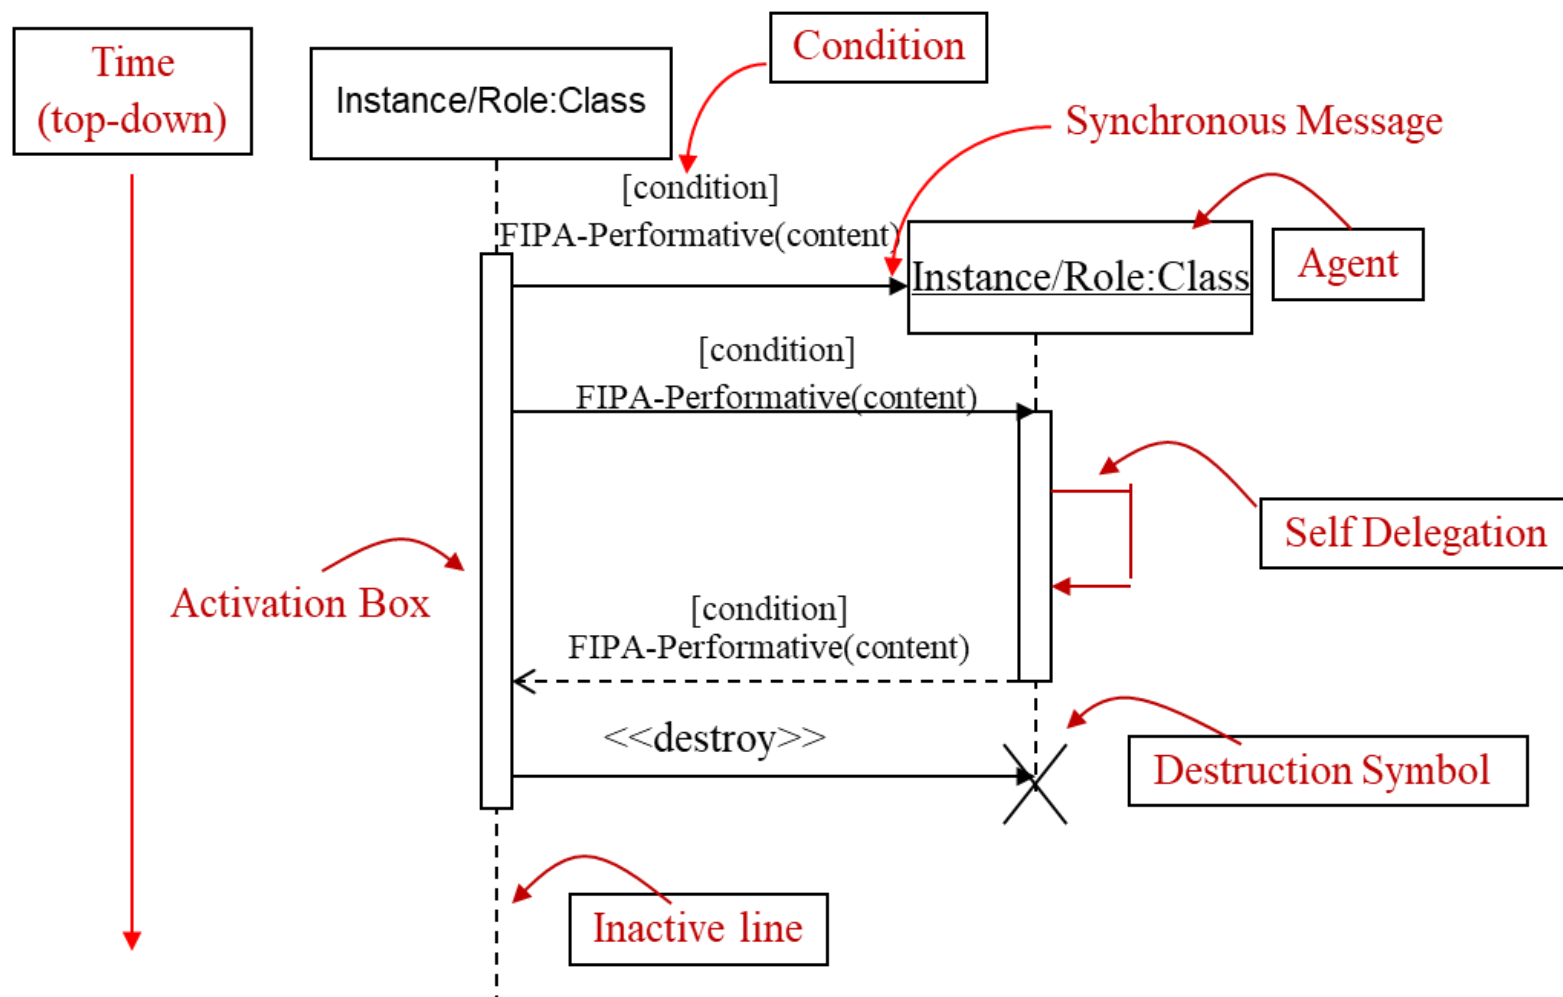 Time
(top-down)
Instance/Role:Class
Condition
Synchronous Message
[condition]
FIPA-Performative(content)
Instance/Role:Class
Agent
[condition]
FIPA-Performative(content)
Self Delegation
Activation Box
[condition]
FIPA-Performative(content)
<<destroy>>
Destruction Symbol
Inactive line